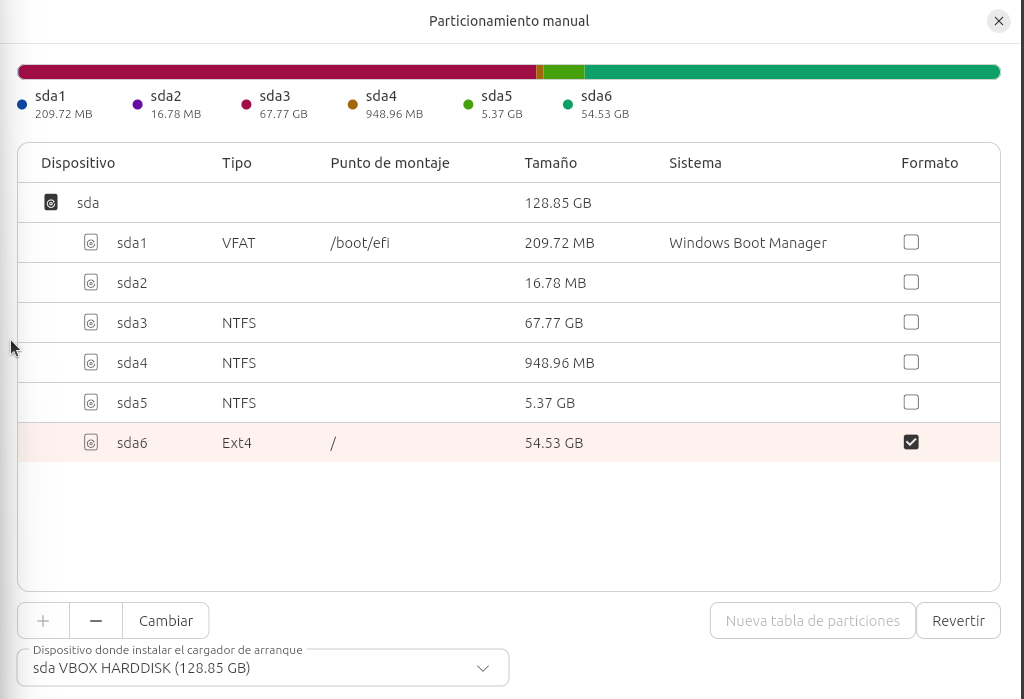 Particionamiento manual
sda1 sda2 sda3 sda4 sda5 sda6
209.72 MB 16.78 MB 67.77 GB 948.96 MB 5.37 GB 54.53 GB
Dispositivo Tipo Punto de montaje Tamaño Sistema Formato
sda 128.85 GB
sda1 VFAT /boot/efi 209.72 MB Windows Boot Manager
sda2 16.78 MB
sda3 NTFS 67.77 GB
sda4 NTFS 948.96 MB
sda5 NTFS 5.37 GB
sda6 Ext4 / 54.53 GB
+ − Cambiar Nueva tabla de particiones Revertir
Dispositivo donde instalar el cargador de arranque
sda VBOX HARDDISK (128.85 GB)